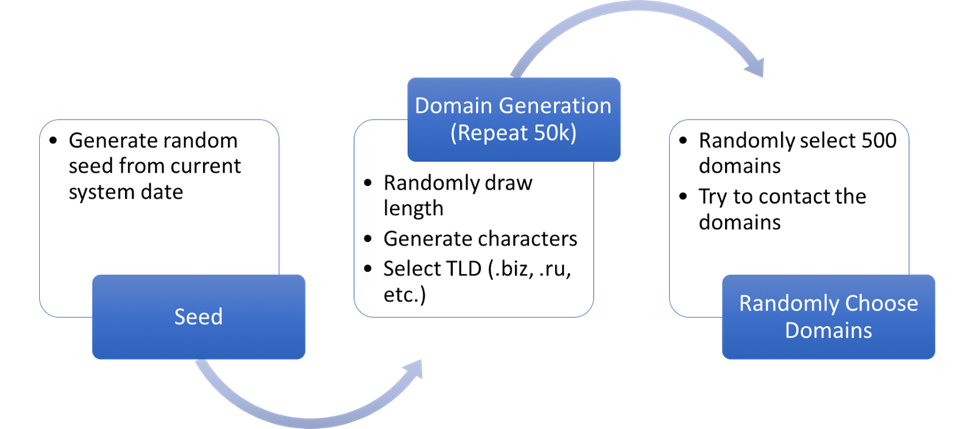 • Generate random
seed from current
system date
Seed
Domain Generation
(Repeat 50k)
• Randomly draw
length
• Generate characters
• Select TLD (.biz, .ru,
etc.)
• Randomly select 500
domains
• Try to contact the
domains
Randomly Choose
Domains